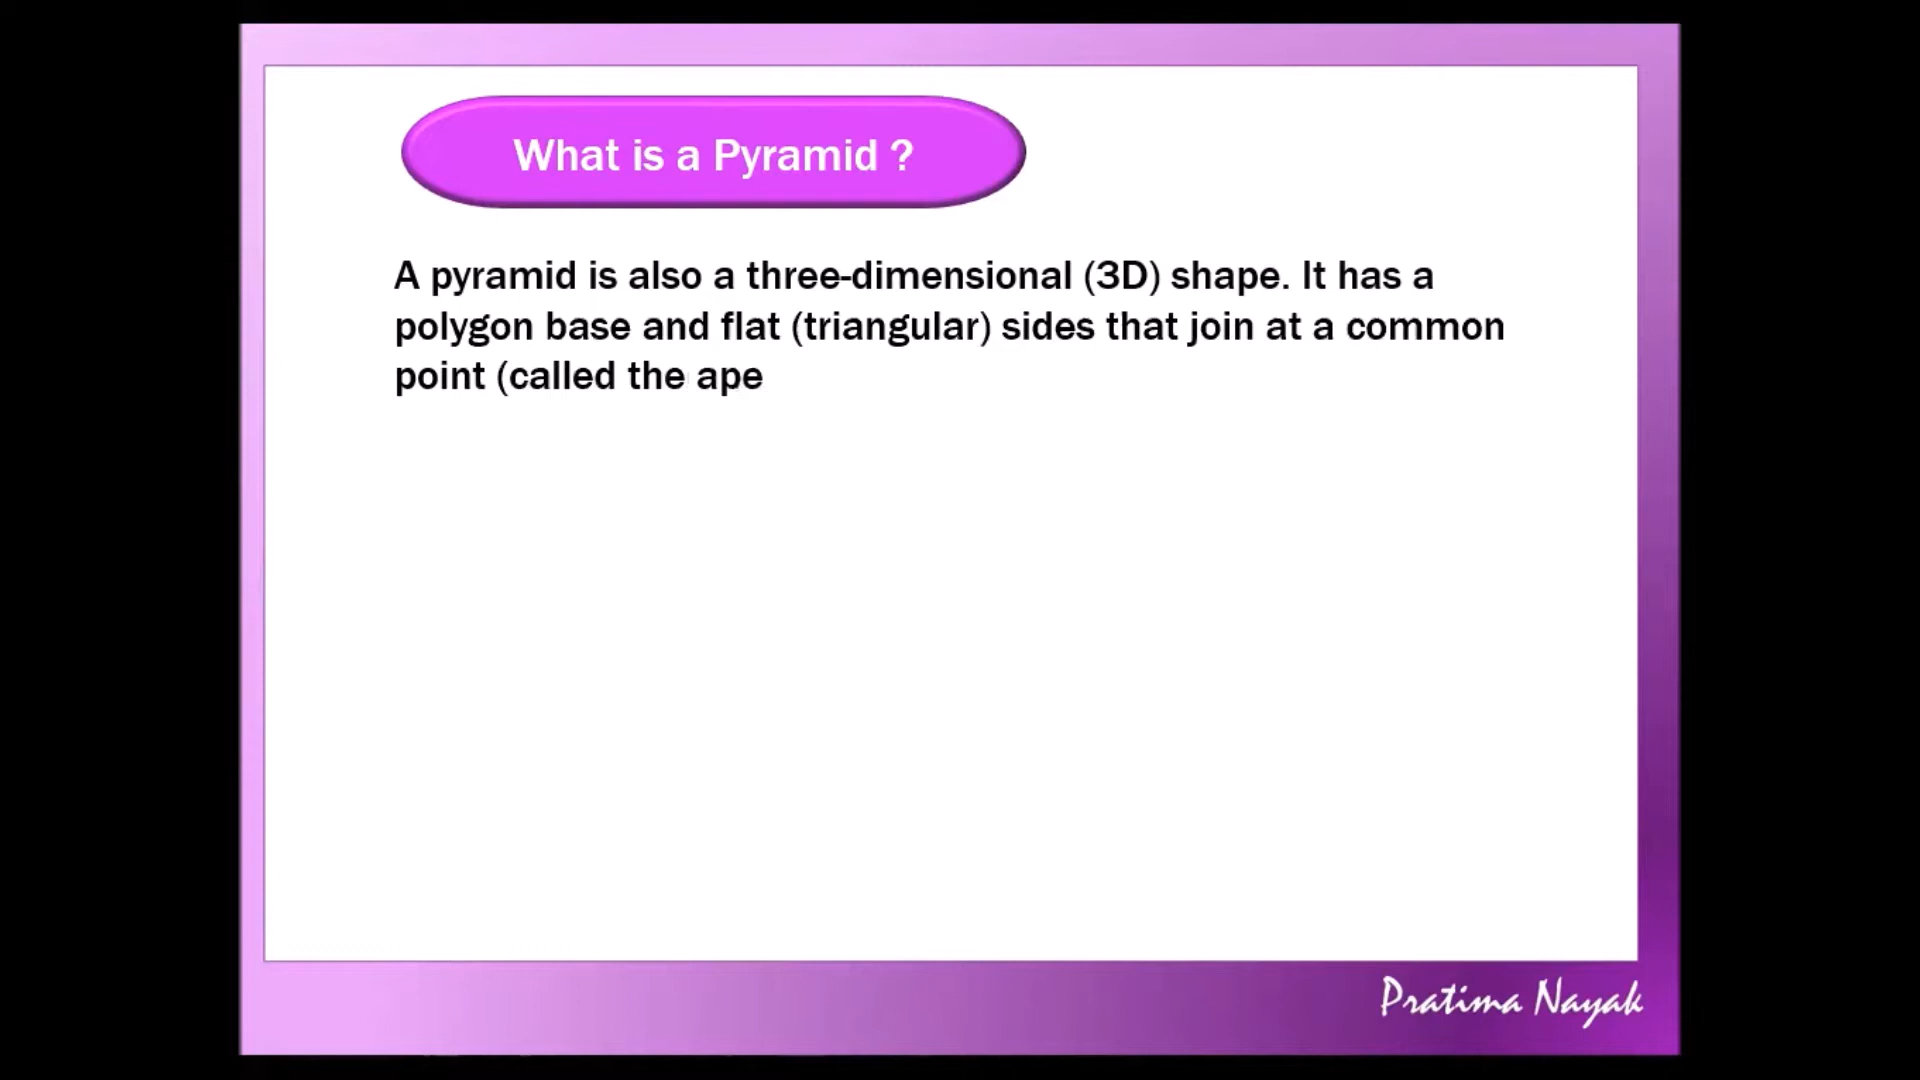 What is a Pyramid ?
A pyramid is also a three-dimensional (3D) shape. It has a
polygon base and flat (triangular) sides that join at a common
point (called the ape
Pratima Nayak